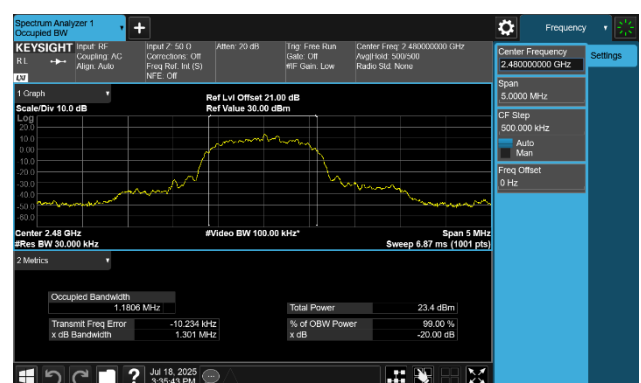 Spectrum Analyzer 1
Occupied BW
Frequency
KEYSIGHT
RL
Input: RF
Coupling: AC
Align: Auto
Input Z: 50 Ω
Corrections: Off
Freq Ref: Int (S)
NFE: Off
Atten: 20 dB
Trig: Free Run
Gate: Off
#IF Gain: Low
Center Freq: 2.480000000 GHz
Avg|Hold: 500/500
Radio Std: None
LXI
Center Frequency
2.480000000 GHz
Settings
Span
5.0000 MHz
CF Step
500.000 kHz
Auto
Man
Freq Offset
0 Hz
1 Graph
Scale/Div 10.0 dB
Ref Lvl Offset 21.00 dB
Ref Value 30.00 dBm
Log
20.0
10.0
0.00
-10.0
-20.0
-30.0
-40.0
-50.0
-60.0
Center 2.48 GHz
#Res BW 30.000 kHz
#Video BW 100.00 kHz*
Span 5 MHz
Sweep 6.87 ms (1001 pts)
2 Metrics
Occupied Bandwidth
1.1806 MHz
Total Power 23.4 dBm
Transmit Freq Error -10.234 kHz
% of OBW Power 99.00 %
x dB Bandwidth 1.301 MHz
x dB -20.00 dB
?
Jul 18, 2025
3:35:43 PM